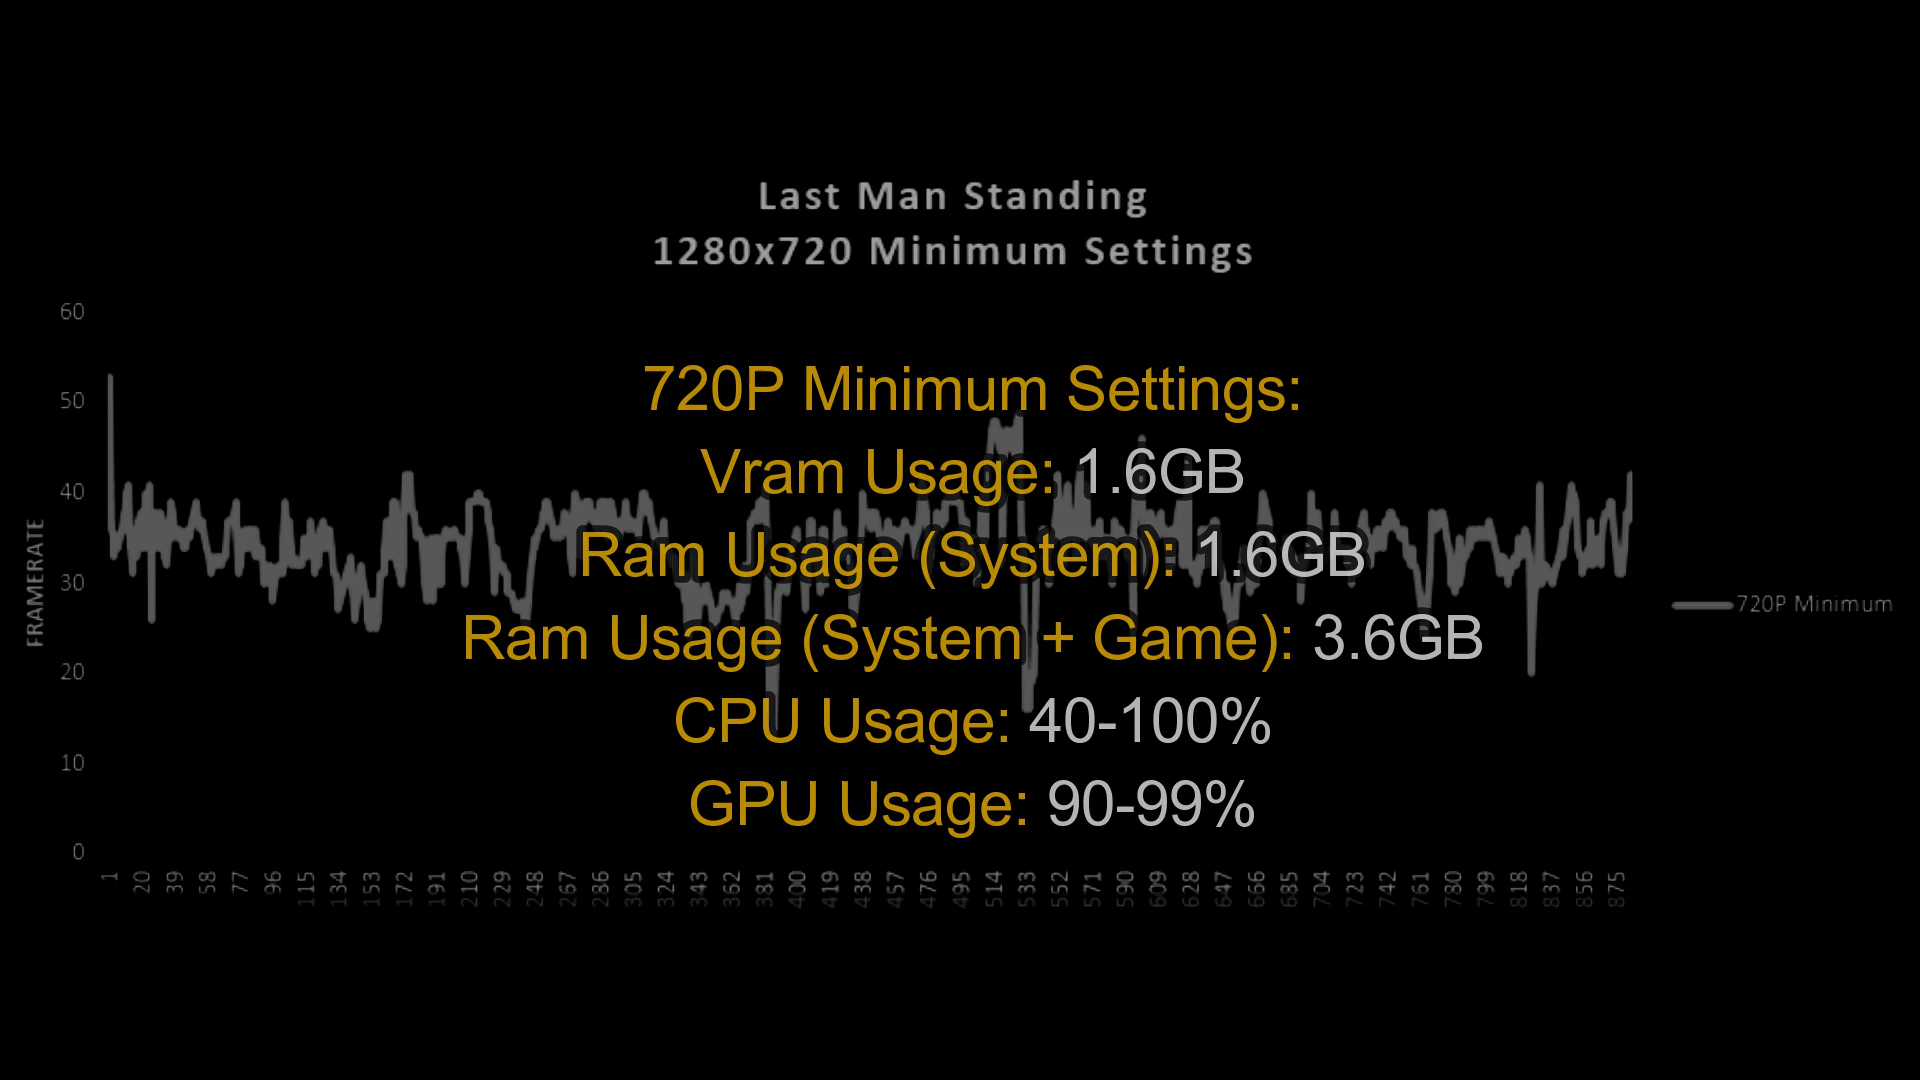 Last Man Standing
1280x720 Minimum Settings
60
50
40
30
20
10
0
FRAMERATE
720P Minimum Settings:
Vram Usage: 1.6GB
Ram Usage (System): 1.6GB
Ram Usage (System + Game): 3.6GB
CPU Usage: 40-100%
GPU Usage: 90-99%
720P Minimum
1 20 39 58 77 96 115 134 153 172 191 210 229 248 267 286 305 324 343 362 381 400 419 438 457 476 495 514 533 552 571 590 609 628 647 666 685 704 723 742 761 780 799 818 837 856 875